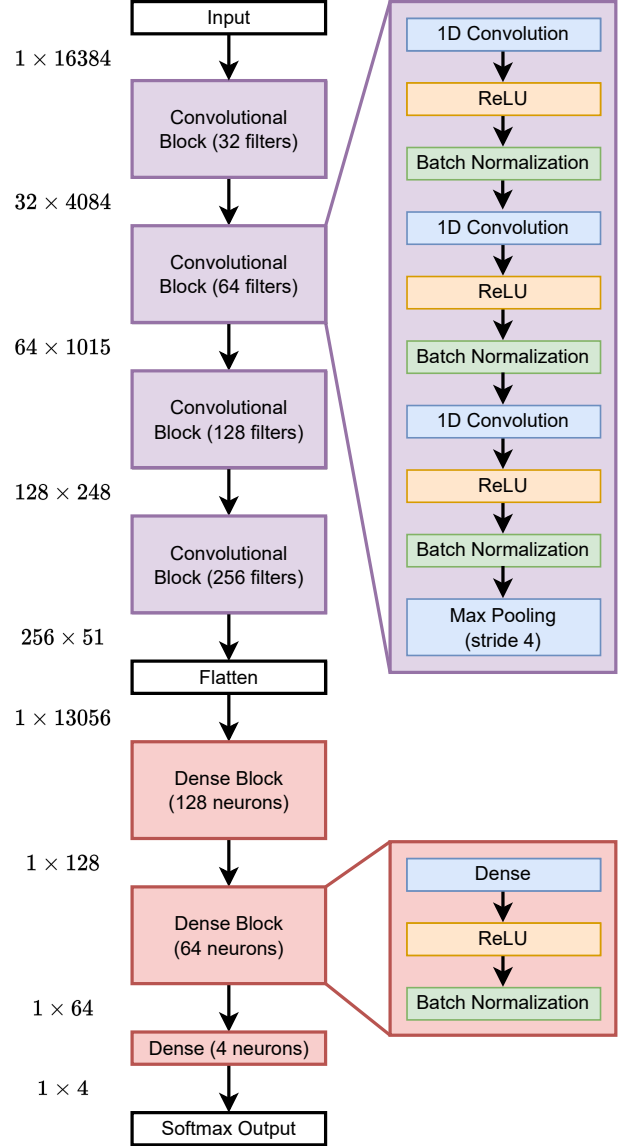 Input
1 × 16384
Convolutional
Block (32 filters)
32 × 4084
Convolutional
Block (64 filters)
64 × 1015
Convolutional
Block (128 filters)
128 × 248
Convolutional
Block (256 filters)
256 × 51
Flatten
1 × 13056
Dense Block
(128 neurons)
1 × 128
Dense Block
(64 neurons)
1 × 64
Dense (4 neurons)
1 × 4
Softmax Output
1D Convolution
ReLU
Batch Normalization
1D Convolution
ReLU
Batch Normalization
1D Convolution
ReLU
Batch Normalization
Max Pooling
(stride 4)
Dense
ReLU
Batch Normalization